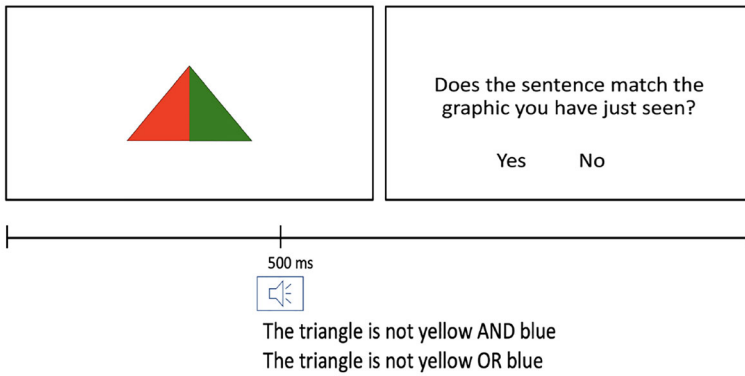 Does the sentence match the
graphic you have just seen?
Yes No
500 ms
The triangle is not yellow AND blue
The triangle is not yellow OR blue